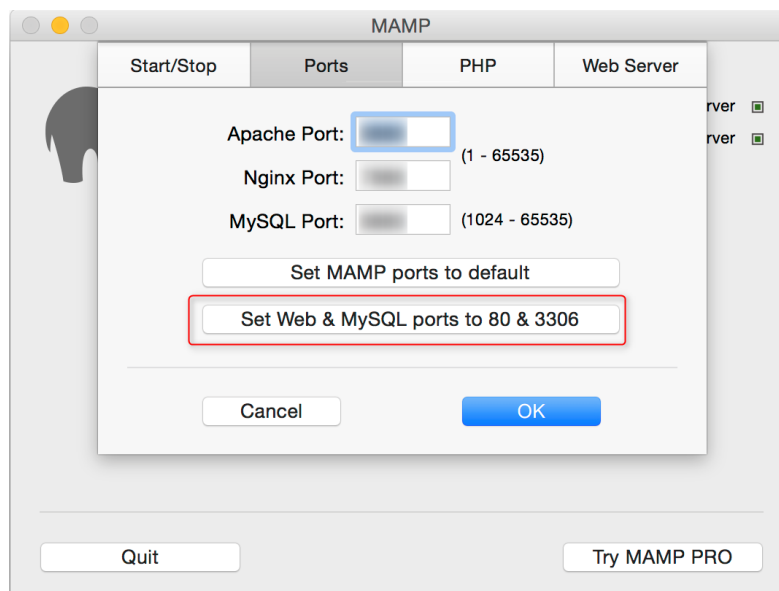 MAMP
Start/Stop Ports PHP Web Server
rver
rver
Apache Port:
(1 - 65535)
Nginx Port:
MySQL Port: (1024 - 65535)
Set MAMP ports to default
Set Web & MySQL ports to 80 & 3306
Cancel OK
Quit Try MAMP PRO